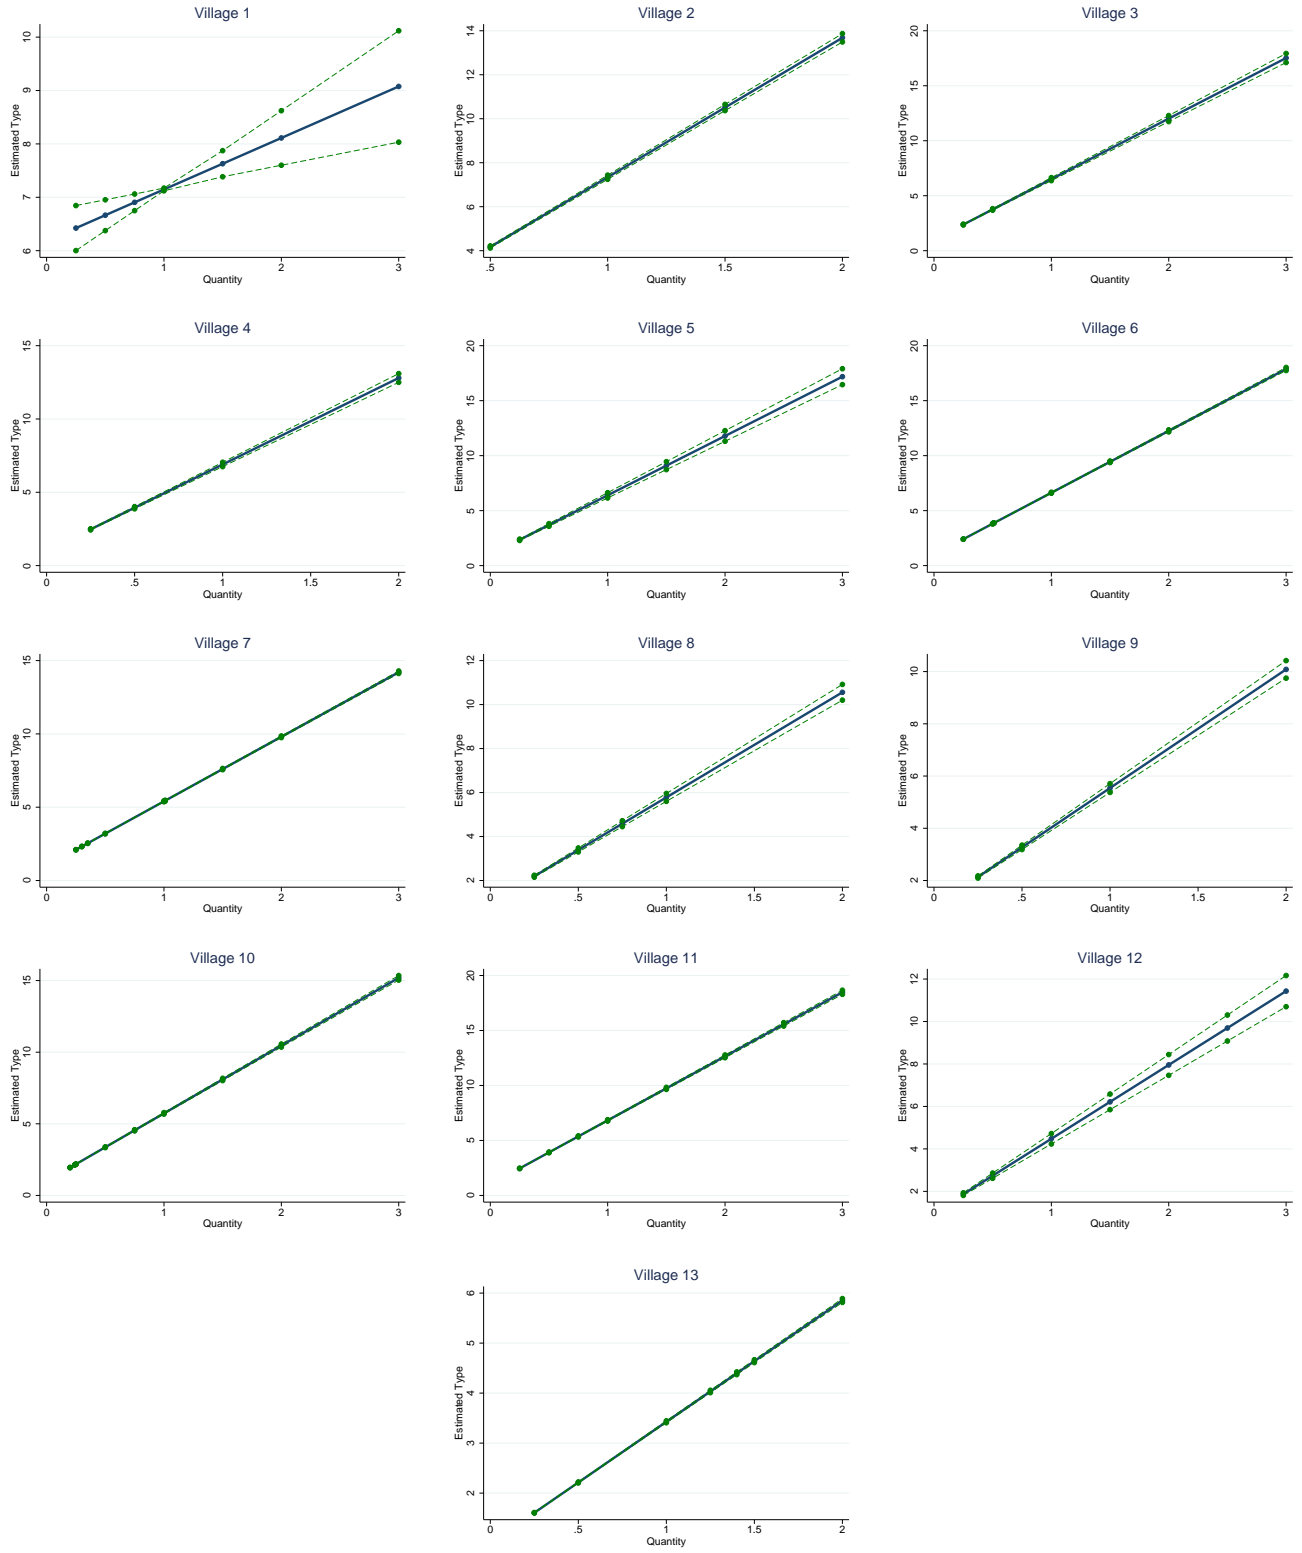 Village 1
Estimated Type
10
9
8
7
6
0 1 2 3
Quantity
Village 2
Estimated Type
14
12
10
8
6
4
.5 1 1.5 2
Quantity
Village 3
Estimated Type
20
15
10
5
0
0 1 2 3
Quantity
Village 4
Estimated Type
15
10
5
0
0 .5 1 1.5 2
Quantity
Village 5
Estimated Type
20
15
10
5
0
0 1 2 3
Quantity
Village 6
Estimated Type
20
15
10
5
0
0 1 2 3
Quantity
Village 7
Estimated Type
15
10
5
0
0 1 2 3
Quantity
Village 8
Estimated Type
12
10
8
6
4
2
0 .5 1 1.5 2
Quantity
Village 9
Estimated Type
10
8
6
4
2
0 .5 1 1.5 2
Quantity
Village 10
Estimated Type
15
10
5
0
0 1 2 3
Quantity
Village 11
Estimated Type
20
15
10
5
0
0 1 2 3
Quantity
Village 12
Estimated Type
12
10
8
6
4
2
0 1 2 3
Quantity
Village 13
Estimated Type
6
5
4
3
2
0 .5 1 1.5 2
Quantity